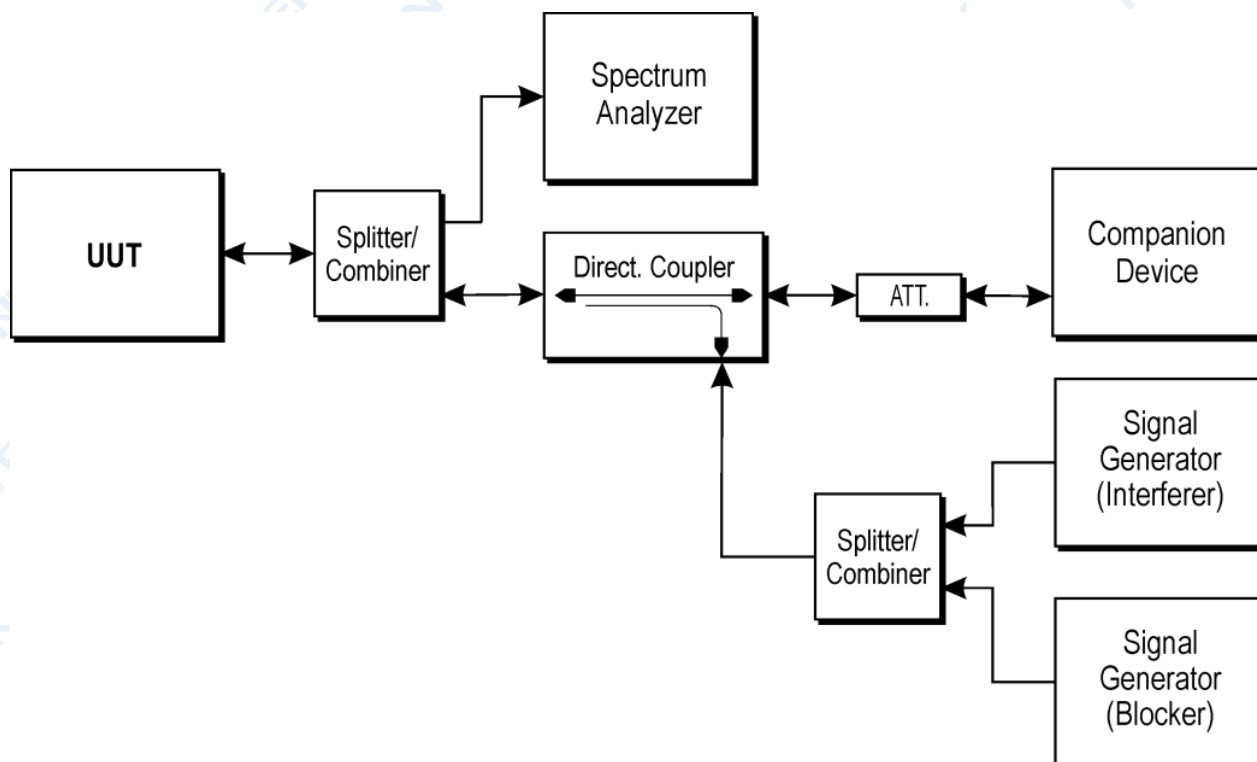 Spectrum
Analyzer
UUT
Splitter/
Combiner
Direct. Coupler
ATT.
Companion
Device
Signal
Generator
(Interferer)
Splitter/
Combiner
Signal
Generator
(Blocker)